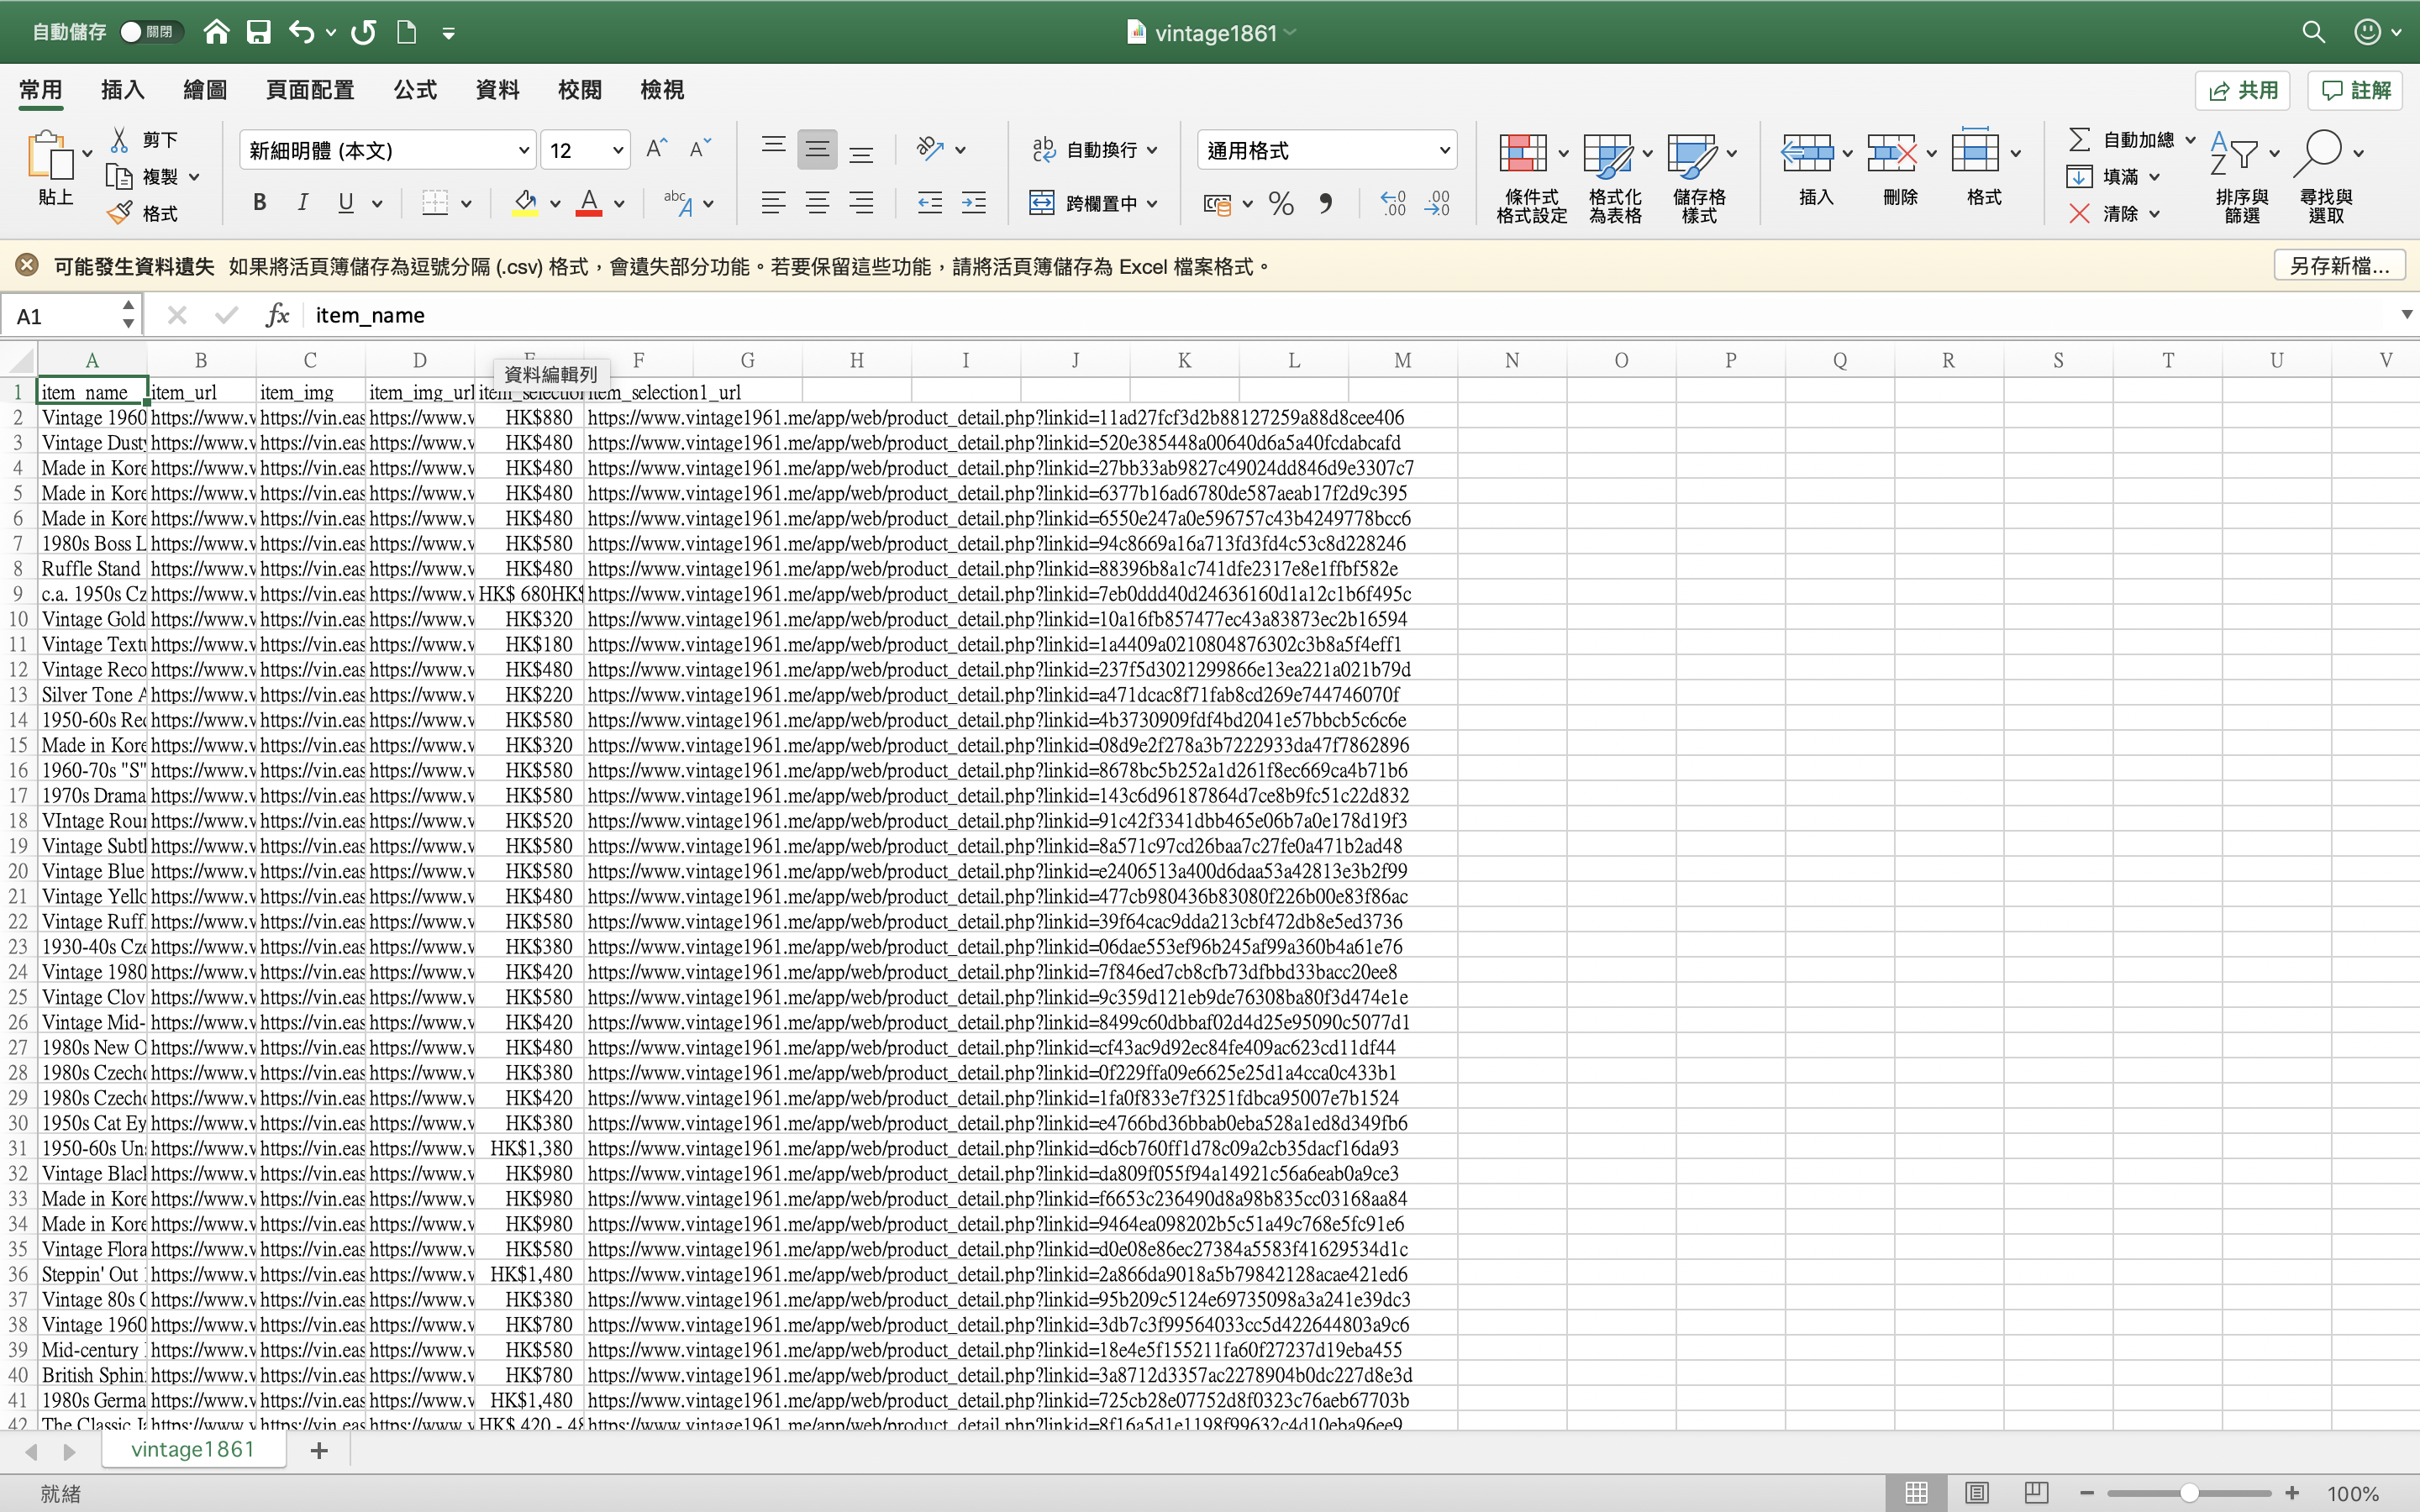 自動儲存 關閉 vintage1861
常用 插入 繪圖 頁面配置 公式 資料 校閱 檢視 共用 註解
貼上 剪下 複製 格式
新細明體 (本文) 12
B I U abc A
ab 自動換行
跨欄置中
通用格式
% .00 .00
條件式格式設定 格式化為表格 儲存格樣式 插入 刪除 格式
自動加總 填滿 清除 排序與篩選 尋找與選取
可能發生資料遺失 如果將活頁簿儲存為逗號分隔 (.csv) 格式，會遺失部分功能。若要保留這些功能，請將活頁簿儲存為 Excel 檔案格式。 另存新檔...
A1 fx item_name
A B C D F G H I J K L M N O P Q R S T U V
資料編輯列
1 item_name item_url item_img item_img_url item_selection1_url
2 Vintage 1960 https://www.v https://vin.eas https://www.v HK$880 https://www.vintage1961.me/app/web/product_detail.php?linkid=11ad27fcf3d2b88127259a88d8cee406
3 Vintage Dusty https://www.v https://vin.eas https://www.v HK$480 https://www.vintage1961.me/app/web/product_detail.php?linkid=520e385448a00640d6a5a40fcdabcafd
4 Made in Kore https://www.v https://vin.eas https://www.v HK$480 https://www.vintage1961.me/app/web/product_detail.php?linkid=27bb33ab9827c49024dd846d9e3307c7
5 Made in Kore https://www.v https://vin.eas https://www.v HK$480 https://www.vintage1961.me/app/web/product_detail.php?linkid=6377b16ad6780de587aeab17f2d9c395
6 Made in Kore https://www.v https://vin.eas https://www.v HK$480 https://www.vintage1961.me/app/web/product_detail.php?linkid=6550e247a0e596757c43b4249778bcc6
7 1980s Boss L https://www.v https://vin.eas https://www.v HK$580 https://www.vintage1961.me/app/web/product_detail.php?linkid=94c8669a16a713fd3fd4c53c8d228246
8 Ruffle Stand https://www.v https://vin.eas https://www.v HK$480 https://www.vintage1961.me/app/web/product_detail.php?linkid=88396b8a1c741dfe2317e8e1ffbf582e
9 c.a. 1950s Cz https://www.v https://vin.eas https://www.v HK$ 680HK$ https://www.vintage1961.me/app/web/product_detail.php?linkid=7eb0ddd40d24636160d1a12c1b6f495c
10 Vintage Gold https://www.v https://vin.eas https://www.v HK$320 https://www.vintage1961.me/app/web/product_detail.php?linkid=10a16fb857477ec43a83873ec2b16594
11 Vintage Textu https://www.v https://vin.eas https://www.v HK$180 https://www.vintage1961.me/app/web/product_detail.php?linkid=1a4409a0210804876302c3b8a5f4eff1
12 Vintage Reco https://www.v https://vin.eas https://www.v HK$480 https://www.vintage1961.me/app/web/product_detail.php?linkid=237f5d3021299866e13ea221a021b79d
13 Silver Tone A https://www.v https://vin.eas https://www.v HK$220 https://www.vintage1961.me/app/web/product_detail.php?linkid=a471dcac8f71fab8cd269e744746070f
14 1950-60s Rec https://www.v https://vin.eas https://www.v HK$580 https://www.vintage1961.me/app/web/product_detail.php?linkid=4b3730909fdf4bd2041e57bbcb5c6c6e
15 Made in Kore https://www.v https://vin.eas https://www.v HK$320 https://www.vintage1961.me/app/web/product_detail.php?linkid=08d9e2f278a3b7222933da47f7862896
16 1960-70s "S" https://www.v https://vin.eas https://www.v HK$580 https://www.vintage1961.me/app/web/product_detail.php?linkid=8678bc5b252a1d261f8ec669ca4b71b6
17 1970s Drama https://www.v https://vin.eas https://www.v HK$580 https://www.vintage1961.me/app/web/product_detail.php?linkid=143c6d96187864d7ce8b9fc51c22d832
18 VIntage Roun https://www.v https://vin.eas https://www.v HK$520 https://www.vintage1961.me/app/web/product_detail.php?linkid=91c42f3341dbb465e06b7a0e178d19f3
19 Vintage Subtl https://www.v https://vin.eas https://www.v HK$580 https://www.vintage1961.me/app/web/product_detail.php?linkid=8a571c97cd26baa7c27fe0a471b2ad48
20 Vintage Blue https://www.v https://vin.eas https://www.v HK$580 https://www.vintage1961.me/app/web/product_detail.php?linkid=e2406513a400d6daa53a42813e3b2f99
21 Vintage Yello https://www.v https://vin.eas https://www.v HK$480 https://www.vintage1961.me/app/web/product_detail.php?linkid=477cb980436b83080f226b00e83f86ac
22 Vintage Ruff https://www.v https://vin.eas https://www.v HK$580 https://www.vintage1961.me/app/web/product_detail.php?linkid=39f64cac9dda213cbf472db8e5ed3736
23 1930-40s Cze https://www.v https://vin.eas https://www.v HK$380 https://www.vintage1961.me/app/web/product_detail.php?linkid=06dae553ef96b245af99a360b4a61e76
24 Vintage 1980 https://www.v https://vin.eas https://www.v HK$420 https://www.vintage1961.me/app/web/product_detail.php?linkid=7f846ed7cb8cfb73dfbbd33bacc20ee8
25 Vintage Clov https://www.v https://vin.eas https://www.v HK$580 https://www.vintage1961.me/app/web/product_detail.php?linkid=9c359d121eb9de76308ba80f3d474e1e
26 Vintage Mid- https://www.v https://vin.eas https://www.v HK$420 https://www.vintage1961.me/app/web/product_detail.php?linkid=8499c60dbbaf02d4d25e95090c5077d1
27 1980s New O https://www.v https://vin.eas https://www.v HK$480 https://www.vintage1961.me/app/web/product_detail.php?linkid=cf43ac9d92ec84fe409ac623cd11df44
28 1980s Czecho https://www.v https://vin.eas https://www.v HK$380 https://www.vintage1961.me/app/web/product_detail.php?linkid=0f229ffa09e6625e25d1a4cca0c433b1
29 1980s Czecho https://www.v https://vin.eas https://www.v HK$420 https://www.vintage1961.me/app/web/product_detail.php?linkid=1fa0f833e7f3251fdbca95007e7b1524
30 1950s Cat Ey https://www.v https://vin.eas https://www.v HK$380 https://www.vintage1961.me/app/web/product_detail.php?linkid=e4766bd36bbab0eba528a1ed8d349fb6
31 1950-60s Un https://www.v https://vin.eas https://www.v HK$1,380 https://www.vintage1961.me/app/web/product_detail.php?linkid=d6cb760ff1d78c09a2cb35dacf16da93
32 Vintage Black https://www.v https://vin.eas https://www.v HK$980 https://www.vintage1961.me/app/web/product_detail.php?linkid=da809f055f94a14921c56a6eab0a9ce3
33 Made in Kore https://www.v https://vin.eas https://www.v HK$980 https://www.vintage1961.me/app/web/product_detail.php?linkid=f6653c236490d8a98b835cc03168aa84
34 Made in Kore https://www.v https://vin.eas https://www.v HK$980 https://www.vintage1961.me/app/web/product_detail.php?linkid=9464ea098202b5c51a49c768e5fc91e6
35 Vintage Flora https://www.v https://vin.eas https://www.v HK$580 https://www.vintage1961.me/app/web/product_detail.php?linkid=d0e08e86ec27384a5583f41629534d1c
36 Steppin' Out https://www.v https://vin.eas https://www.v HK$1,480 https://www.vintage1961.me/app/web/product_detail.php?linkid=2a866da9018a5b79842128acae421ed6
37 Vintage 80s C https://www.v https://vin.eas https://www.v HK$380 https://www.vintage1961.me/app/web/product_detail.php?linkid=95b209c5124e69735098a3a241e39dc3
38 Vintage 1960 https://www.v https://vin.eas https://www.v HK$780 https://www.vintage1961.me/app/web/product_detail.php?linkid=3db7c3f99564033cc5d422644803a9c6
39 Mid-century https://www.v https://vin.eas https://www.v HK$580 https://www.vintage1961.me/app/web/product_detail.php?linkid=18e4e5f155211fa60f27237d19eba455
40 British Sphin https://www.v https://vin.eas https://www.v HK$780 https://www.vintage1961.me/app/web/product_detail.php?linkid=3a8712d3357ac2278904b0dc227d8e3d
41 1980s Germa https://www.v https://vin.eas https://www.v HK$1,480 https://www.vintage1961.me/app/web/product_detail.php?linkid=725cb28e07752d8f0323c76aeb67703b
42 The Classic https://www.v https://vin.eas https://www.v HK$ 420 - 48 https://www.vintage1961.me/app/web/product_detail.php?linkid=8f16a5d1e1198f99632c4d10eba96ee9
vintage1861
就緒 100%